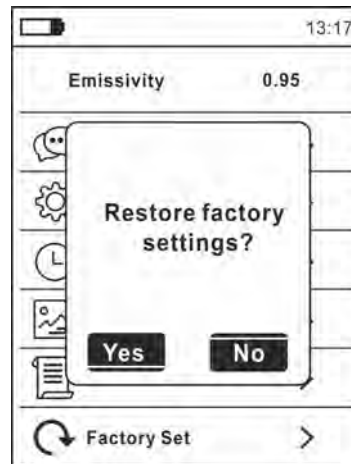 13:17
Emissivity 0.95
Restore factory
settings?
Yes No
Factory Set >